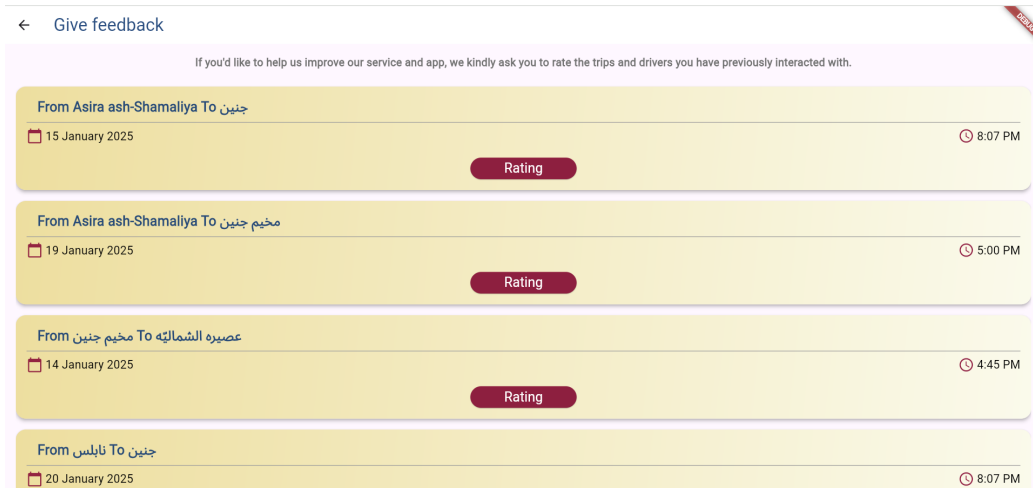 Give feedback
DEBUG
If you'd like to help us improve our service and app, we kindly ask you to rate the trips and drivers you have previously interacted with.
From Asira ash-Shamaliya To جنين
15 January 2025
8:07 PM
Rating
From Asira ash-Shamaliya To مخيم جنين
19 January 2025
5:00 PM
Rating
From مخيم جنين To عصيره الشماليّه
14 January 2025
4:45 PM
Rating
From نابلس To جنين
20 January 2025
8:07 PM